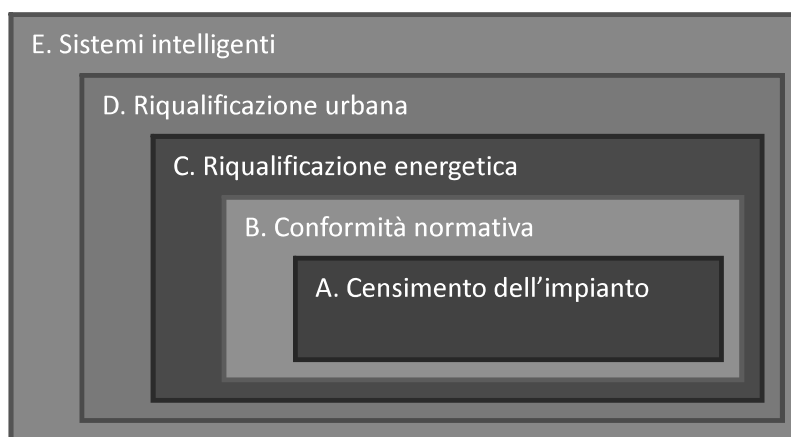 E. Sistemi intelligenti
D. Riqualificazione urbana
C. Riqualificazione energetica
B. Conformità normativa
A. Censimento dell’impianto